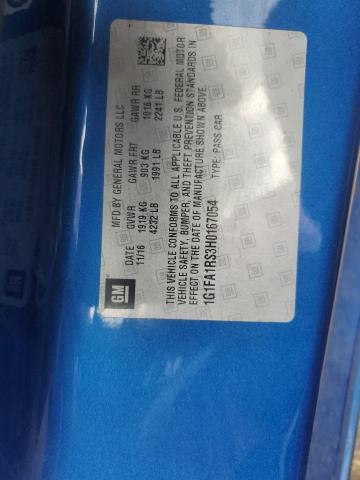 GM
MFD BY GENERAL MOTORS LLC
DATE GVWR GAWR FRT GAWR RR
11/16 1919 KG 903 KG 1016 KG
4232 LB 1991 LB 2241 LB
THIS VEHICLE CONFORMS TO ALL APPLICABLE U.S. FEDERAL MOTOR
VEHICLE SAFETY, BUMPER, AND THEFT PREVENTION STANDARDS IN
EFFECT ON THE DATE OF MANUFACTURE SHOWN ABOVE.
1G1FA1RS3H0167054 TYPE: PASS CAR